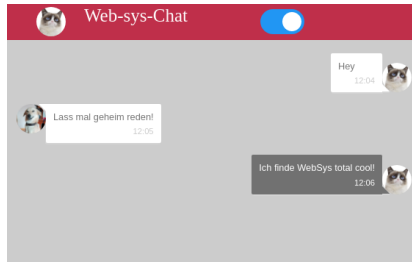 Web-sys-Chat
Hey
12:04
Lass mal geheim reden!
12:05
Ich finde WebSys total cool!
12:06